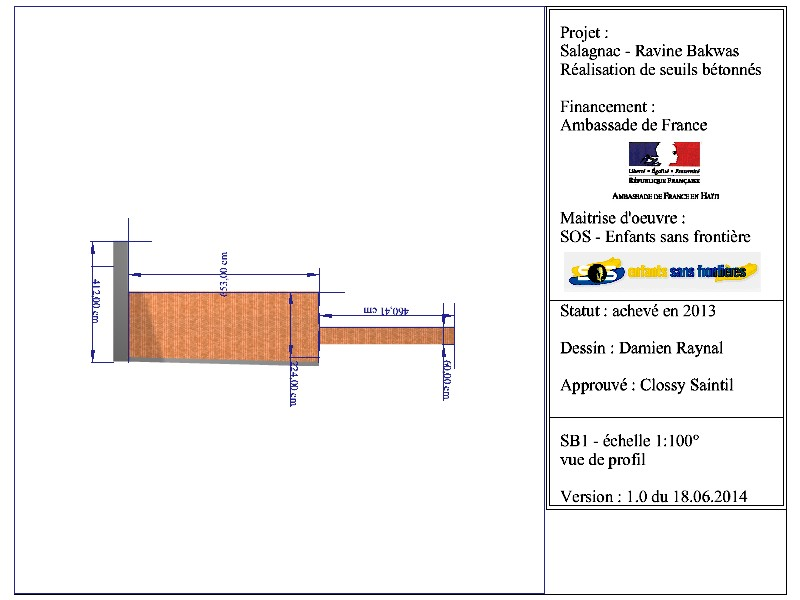 Projet :
Salagnac - Ravine Bakwas
Réalisation de seuils bétonnés
Financement :
Ambassade de France
Liberté • Égalité • Fraternité
RÉPUBLIQUE FRANÇAISE
AMBASSADE DE FRANCE EN HAÏTI
Maitrise d'oeuvre :
SOS - Enfants sans frontière
SOS enfants sans frontières
Statut : achevé en 2013
Dessin : Damien Raynal
Approuvé : Clossy Saintil
SB1 - échelle 1:100°
vue de profil
Version : 1.0 du 18.06.2014
412,00 cm
653,00 cm
224,00 cm
460,41 cm
60,00 cm